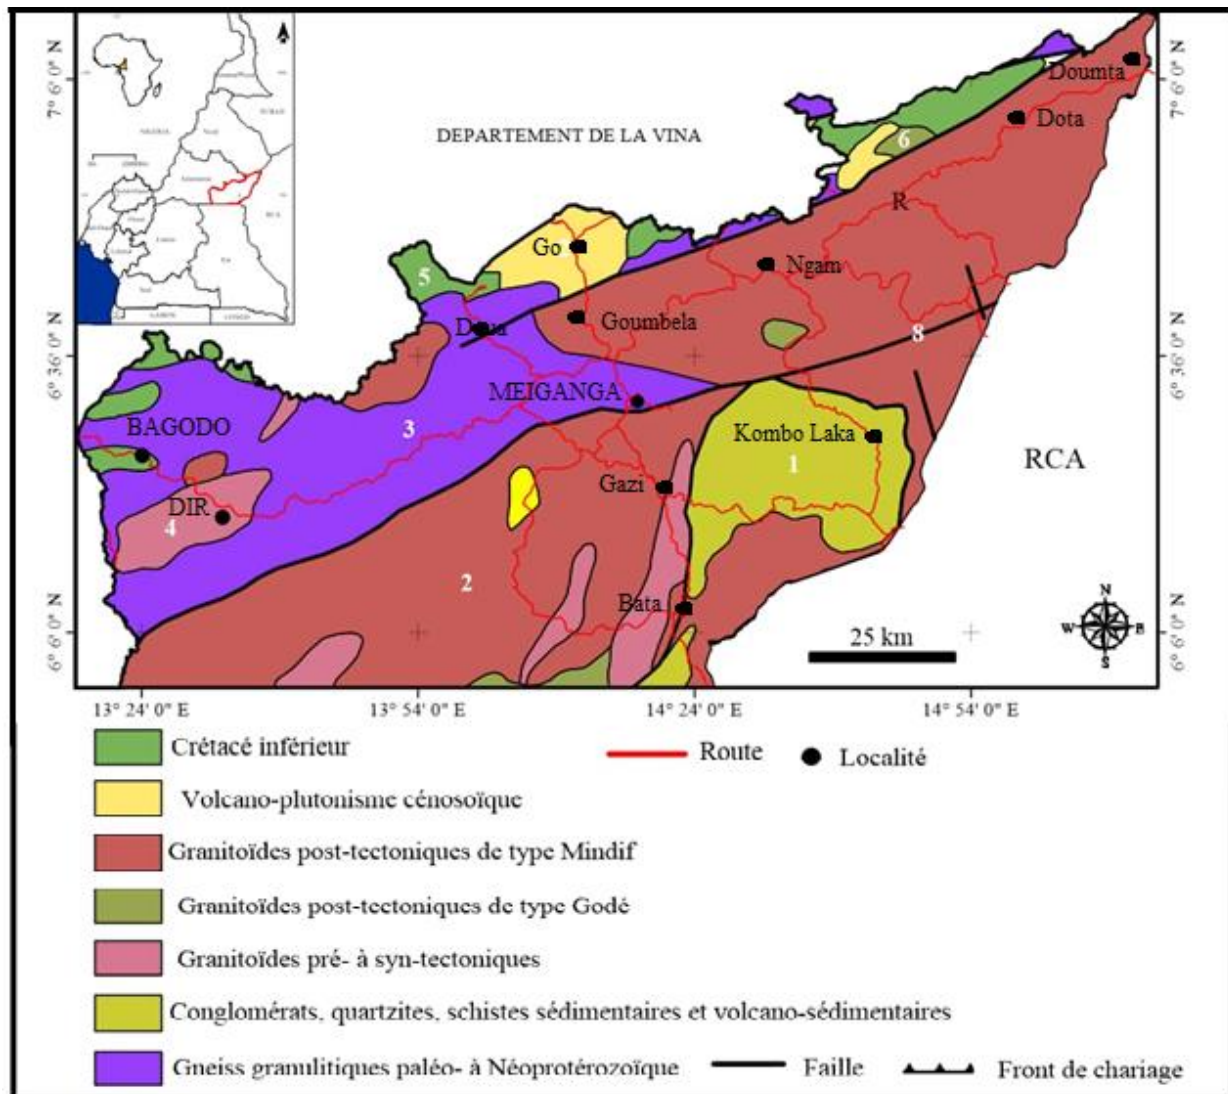 DEPARTEMENT DE LA VINA
Doumta
Dota
6
R
Go
Ngam
5
Goumbela
8
MEIGANGA
3
BAGODO
Kombo Laka
1
RCA
Gazi
DIR
4
2
Bata
25 km
N
W
S
7° 6' 0" N
6° 36' 0" N
6° 6' 0" N
7° 6' 0" N
6° 36' 0" N
6° 6' 0" N
13° 24' 0" E
13° 54' 0" E
14° 24' 0" E
14° 54' 0" E
Crétacé inférieur
Route
Localité
Volcano-plutonisme cénosoïque
Granitoïdes post-tectoniques de type Mindif
Granitoïdes post-tectoniques de type Godé
Granitoïdes pré- à syn-tectoniques
Conglomérats, quartzites, schistes sédimentaires et volcano-sédimentaires
Gneiss granulitiques paléo- à Néoprotérozoïque
Faille
Front de chariage